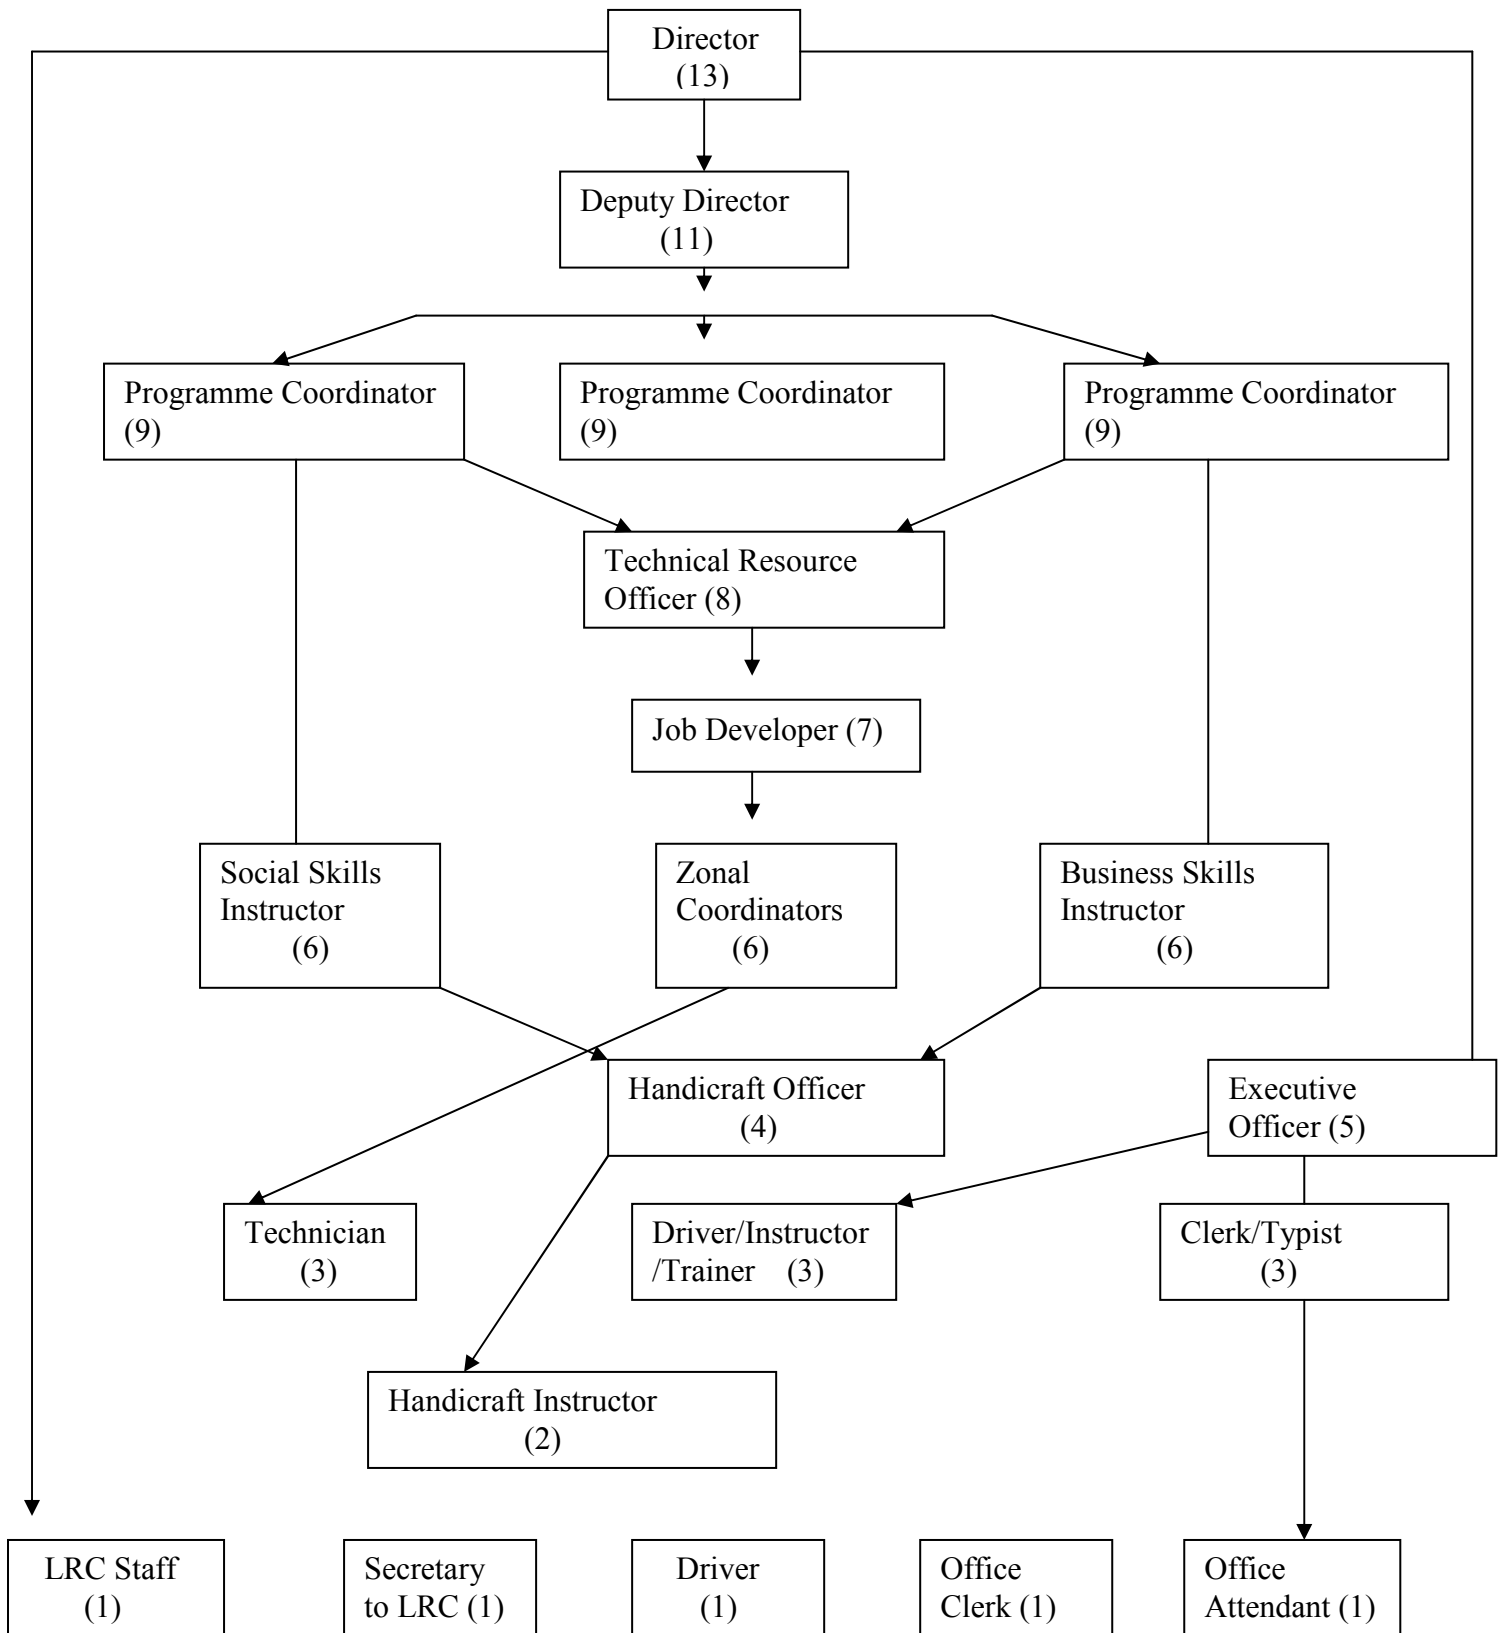 Director
(13)
Deputy Director
(11)
Programme Coordinator
(9)
Programme Coordinator
(9)
Programme Coordinator
(9)
Technical Resource
Officer (8)
Job Developer (7)
Social Skills
Instructor
(6)
Zonal
Coordinators
(6)
Business Skills
Instructor
(6)
Handicraft Officer
(4)
Executive
Officer (5)
Technician
(3)
Driver/Instructor
/Trainer (3)
Clerk/Typist
(3)
Handicraft Instructor
(2)
LRC Staff
(1)
Secretary
to LRC (1)
Driver
(1)
Office
Clerk (1)
Office
Attendant (1)